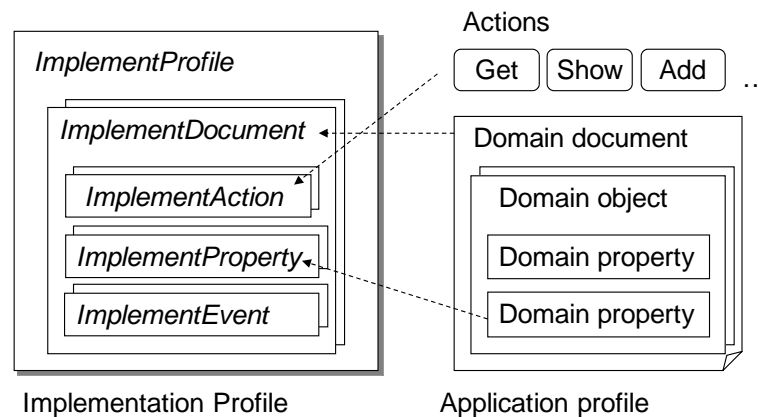 Actions
ImplementProfile
Get Show Add ..
ImplementDocument
Domain document
ImplementAction
Domain object
ImplementProperty
Domain property
ImplementEvent
Domain property
Implementation Profile
Application profile